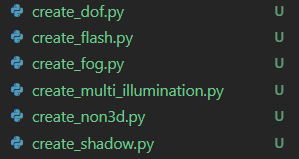 create_dof.py U
create_flash.py U
create_fog.py U
create_multi_illumination.py U
create_non3d.py U
create_shadow.py U